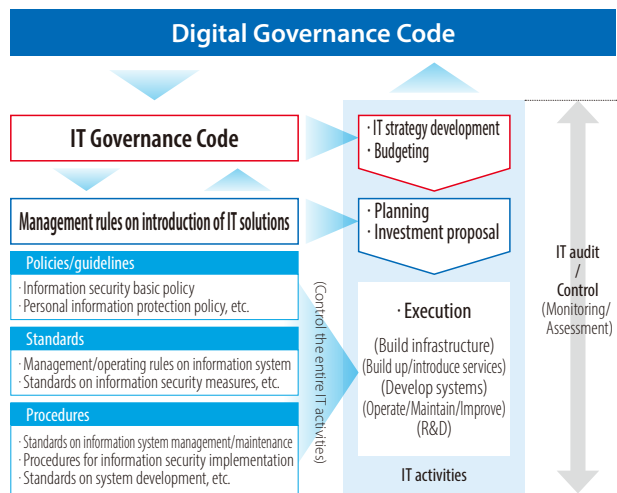 Digital Governance Code
IT Governance Code
· IT strategy development
· Budgeting
Management rules on introduction of IT solutions
· Planning
· Investment proposal
Policies/guidelines
· Information security basic policy
· Personal information protection policy, etc.
Standards
· Management/operating rules on information system
· Standards on information security measures, etc.
Procedures
· Standards on information system management/maintenance
· Procedures for information security implementation
· Standards on system development, etc.
(Control the entire IT activities)
· Execution
(Build infrastructure)
(Build up/introduce services)
(Develop systems)
(Operate/Maintain/Improve)
(R&D)
IT activities
IT audit
/
Control
(Monitoring/
Assessment)